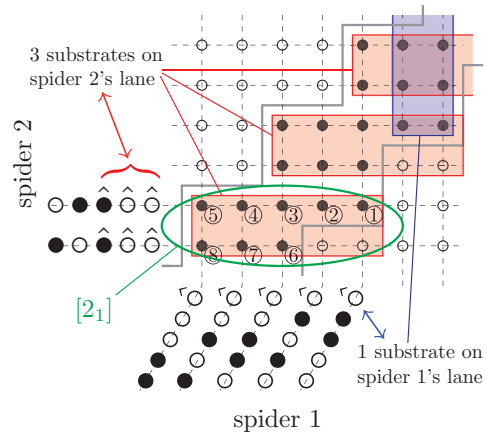 3 substrates on
spider 2's lane
spider 2
⑤ ④ ③ ② ①
⑧ ⑦ ⑥
[2₁]
1 substrate on
spider 1's lane
spider 1